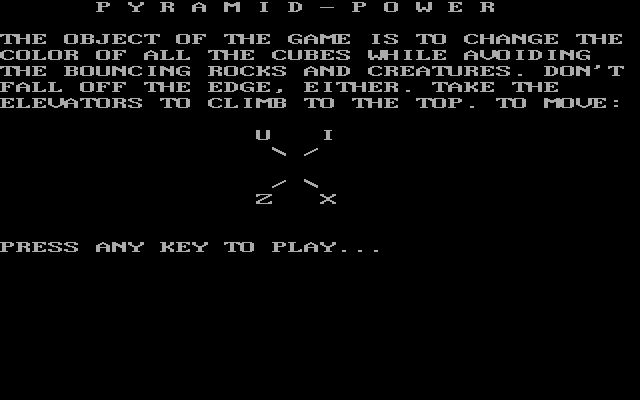 P Y R A M I D - P O W E R
THE OBJECT OF THE GAME IS TO CHANGE THE
COLOR OF ALL THE CUBES WHILE AVOIDING
THE BOUNCING ROCKS AND CREATURES. DON'T
FALL OFF THE EDGE, EITHER. TAKE THE
ELEVATORS TO CLIMB TO THE TOP. TO MOVE:
U I
Z X
PRESS ANY KEY TO PLAY...